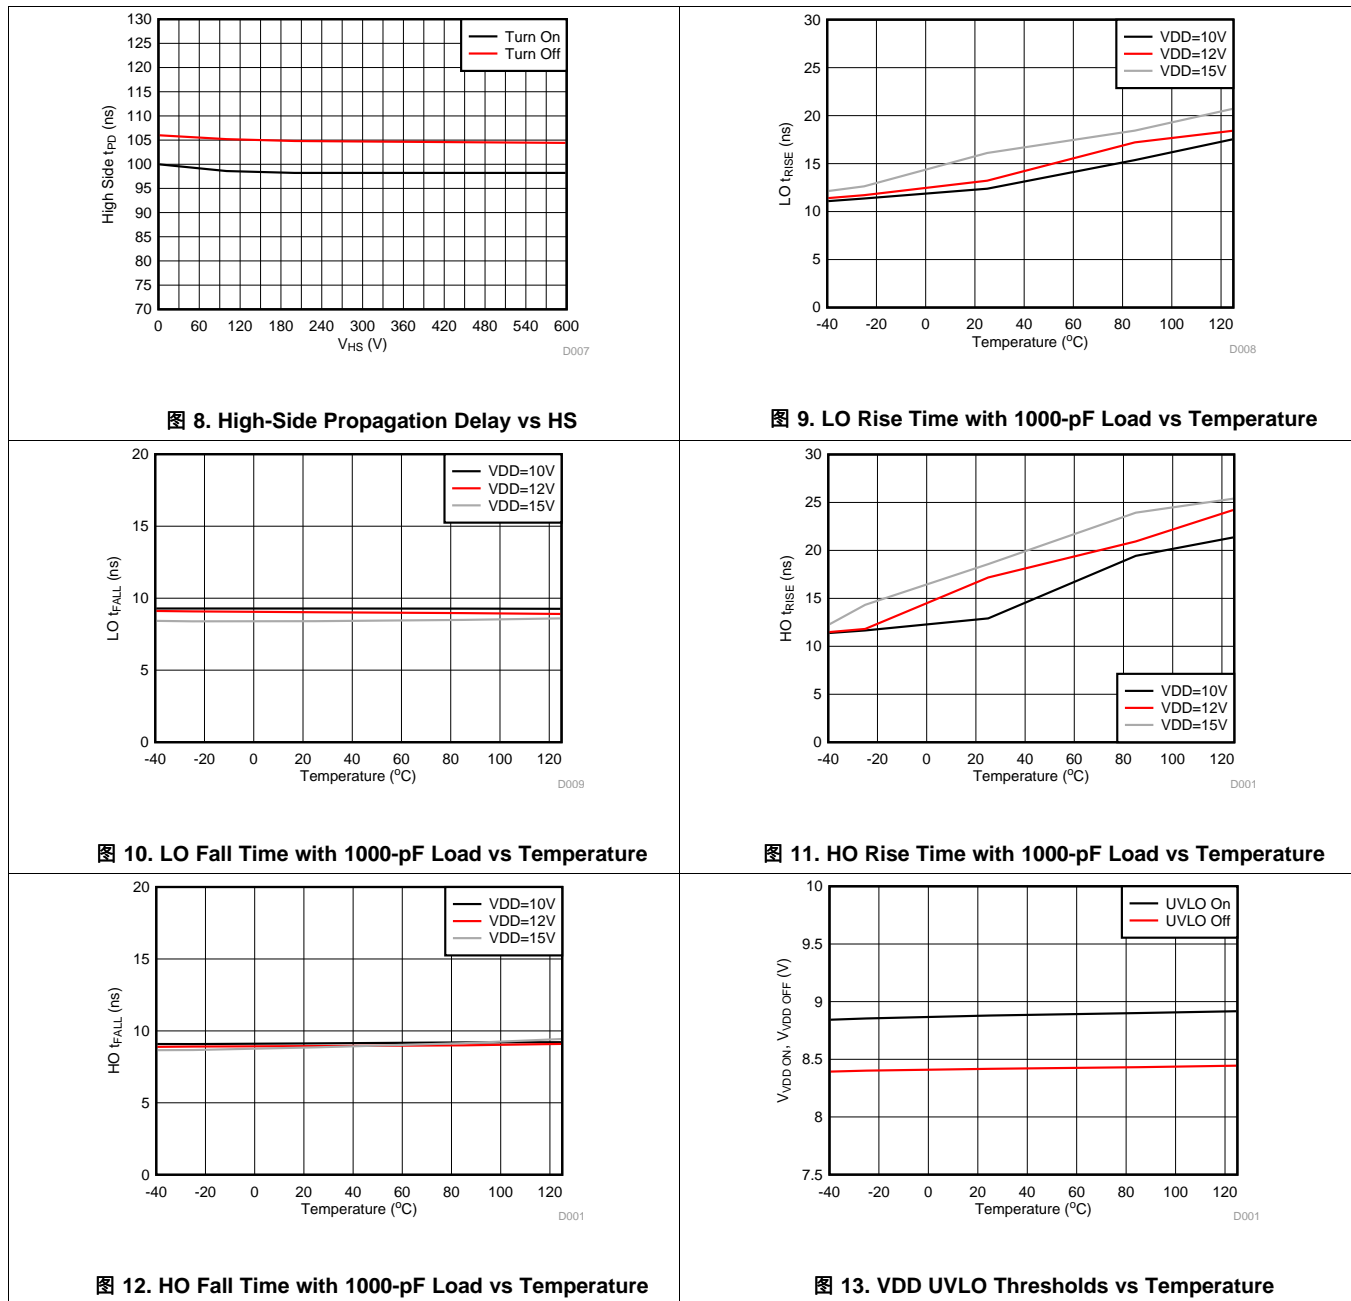 130
125
120
115
110
105
100
95
90
85
80
75
70
High Side tPD (ns)
Turn On
Turn Off
0 60 120 180 240 300 360 420 480 540 600
VHS (V)
D007
图 8. High-Side Propagation Delay vs HS
30
25
20
15
10
5
0
LO tRISE (ns)
VDD=10V
VDD=12V
VDD=15V
-40 -20 0 20 40 60 80 100 120
Temperature (oC)
D008
图 9. LO Rise Time with 1000-pF Load vs Temperature
20
15
10
5
0
LO tFALL (ns)
VDD=10V
VDD=12V
VDD=15V
-40 -20 0 20 40 60 80 100 120
Temperature (oC)
D009
图 10. LO Fall Time with 1000-pF Load vs Temperature
30
25
20
15
10
5
0
HO tRISE (ns)
VDD=10V
VDD=12V
VDD=15V
-40 -20 0 20 40 60 80 100 120
Temperature (oC)
D001
图 11. HO Rise Time with 1000-pF Load vs Temperature
20
15
10
5
0
HO tFALL (ns)
VDD=10V
VDD=12V
VDD=15V
-40 -20 0 20 40 60 80 100 120
Temperature (oC)
D001
图 12. HO Fall Time with 1000-pF Load vs Temperature
10
9.5
9
8.5
8
7.5
VVDD ON, VVDD OFF (V)
UVLO On
UVLO Off
-40 -20 0 20 40 60 80 100 120
Temperature (oC)
D001
图 13. VDD UVLO Thresholds vs Temperature